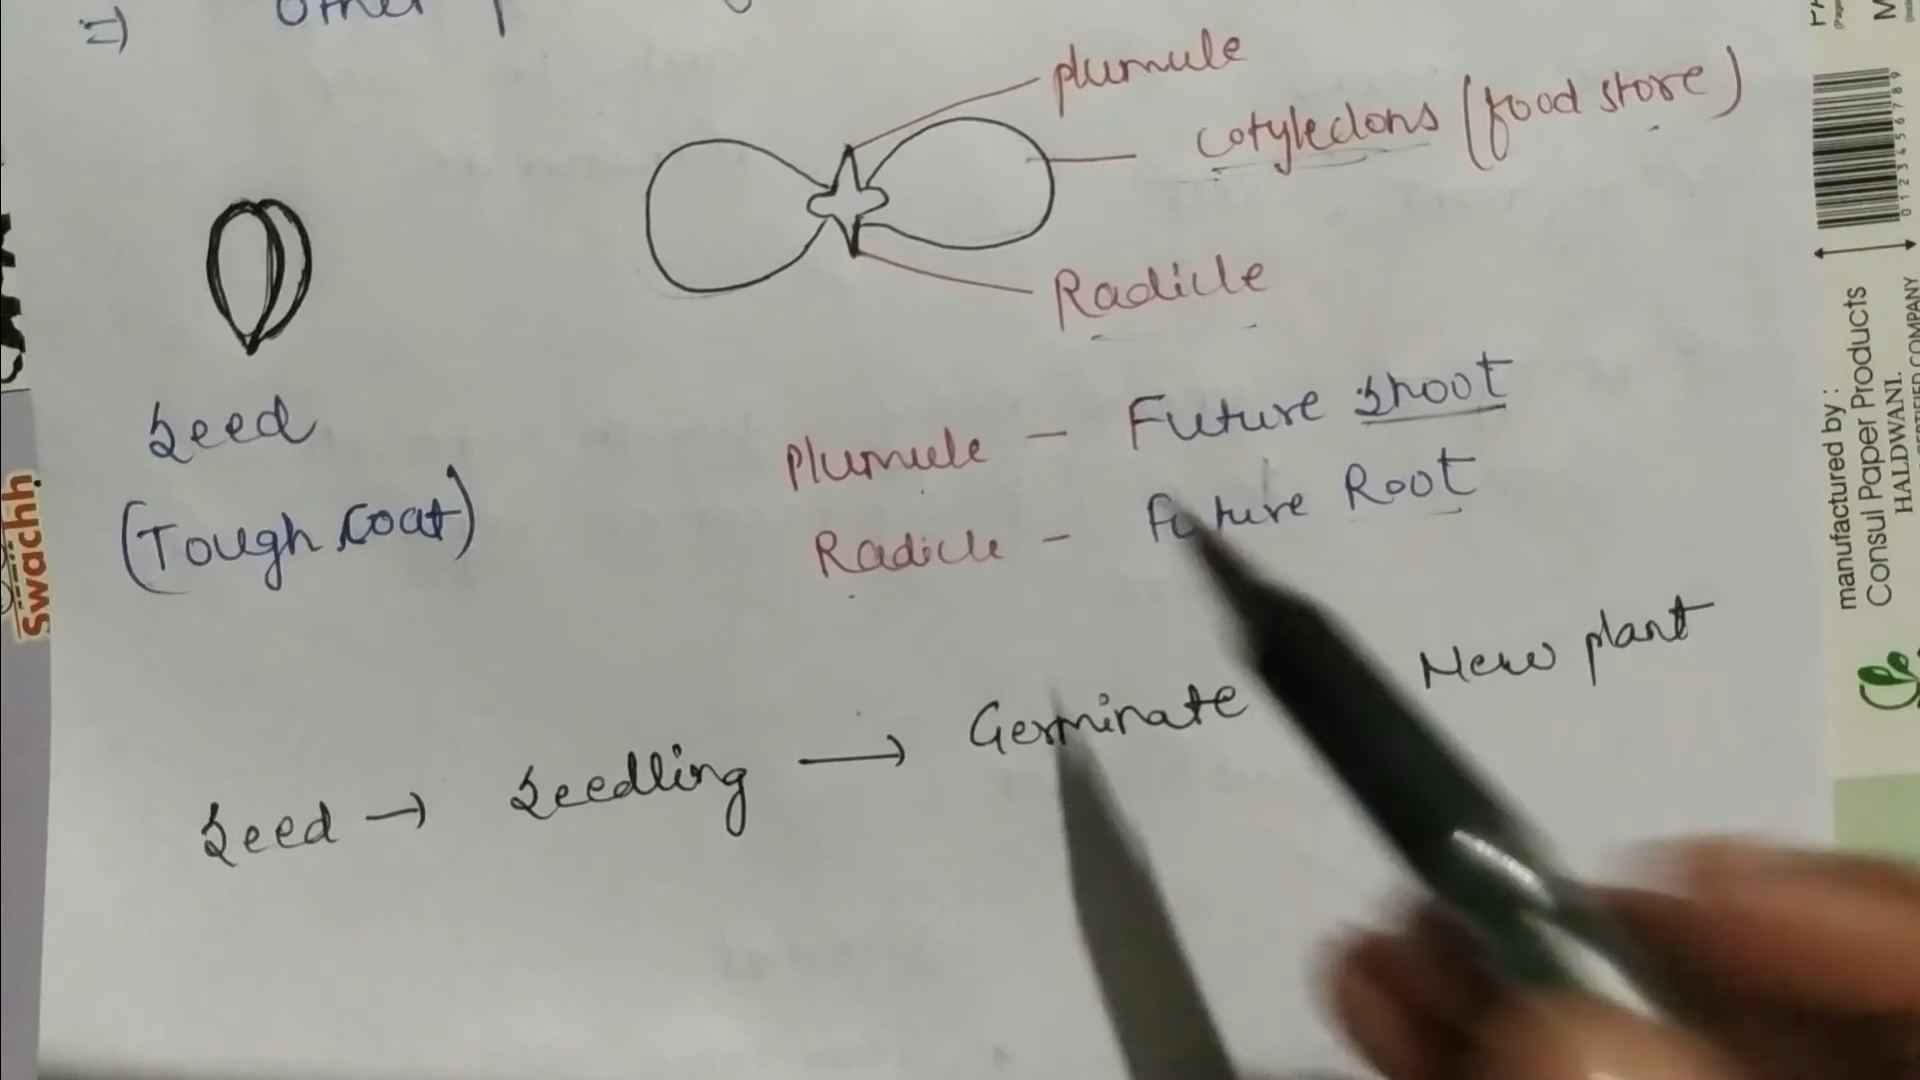 plumule
cotyledons (food store)
Radicle
Seed
(Tough coat)
Plumule - Future shoot
Radicle - Future Root
Seed → Seedling → Germinate New plant
Swachh
0123456789
manufactured by :
Consul Paper Products
HALDWANI.